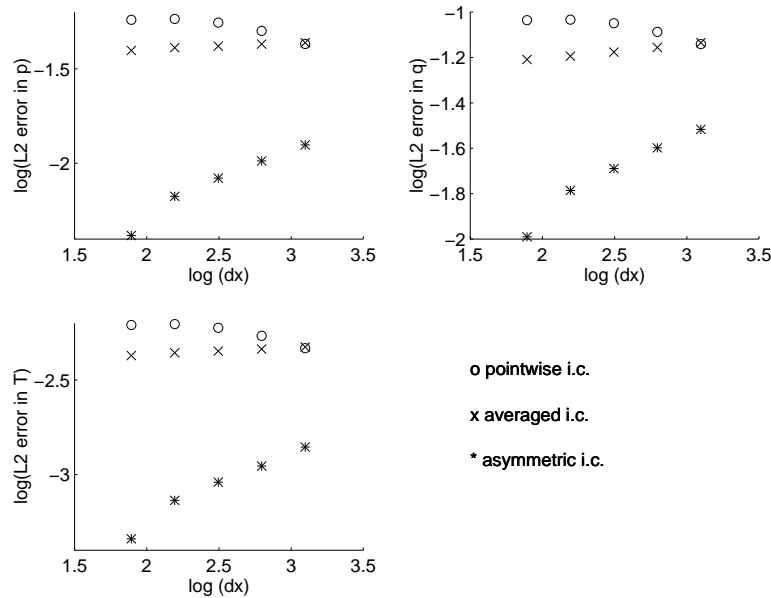 log(L2 error in p)
−1.5
−2
1.5 2 2.5 3 3.5
log (dx)
log(L2 error in q)
−1
−1.2
−1.4
−1.6
−1.8
−2
1.5 2 2.5 3 3.5
log (dx)
log(L2 error in T)
−2.5
−3
1.5 2 2.5 3 3.5
log (dx)
o pointwise i.c.
x averaged i.c.
* asymmetric i.c.